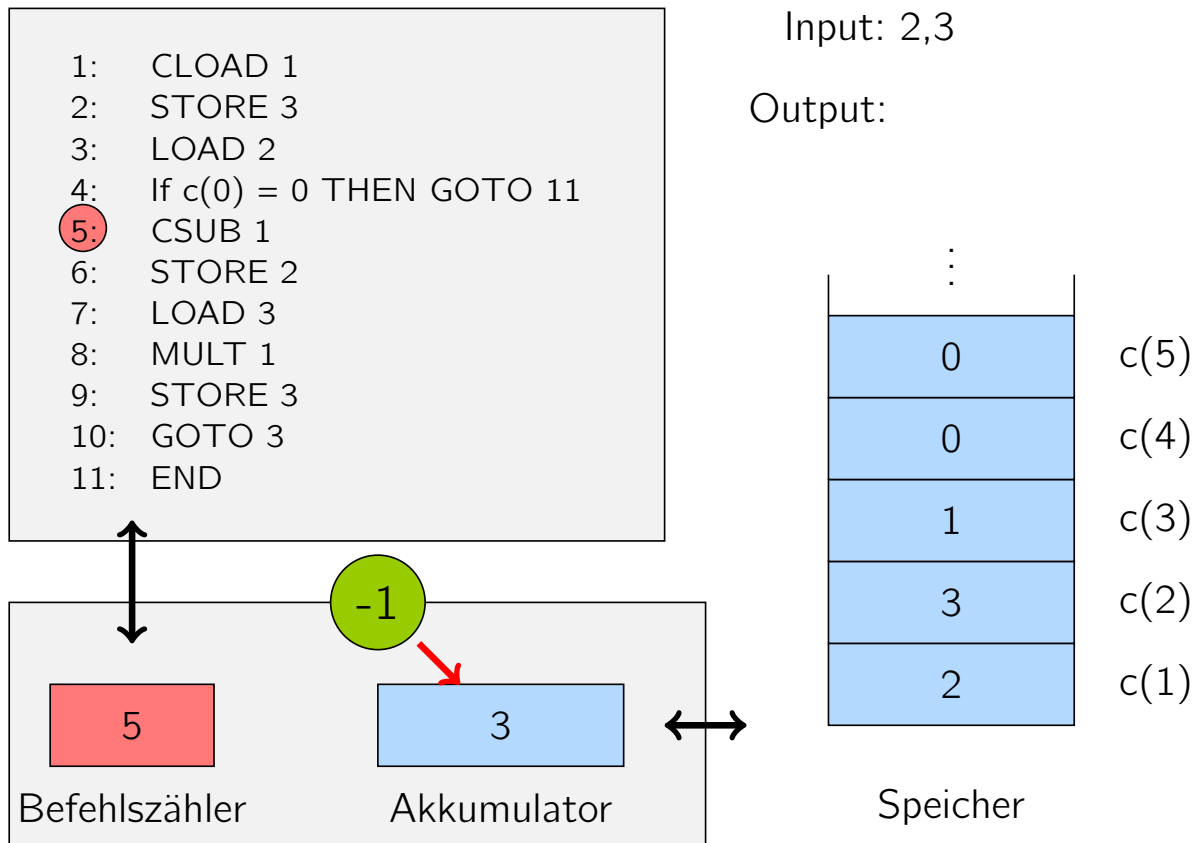 1: CLOAD 1
2: STORE 3
3: LOAD 2
4: If c(0) = 0 THEN GOTO 11
5: CSUB 1
6: STORE 2
7: LOAD 3
8: MULT 1
9: STORE 3
10: GOTO 3
11: END
Input: 2,3
Output:
-1
5
3
Befehlszähler
Akkumulator
⋮
0 c(5)
0 c(4)
1 c(3)
3 c(2)
2 c(1)
Speicher